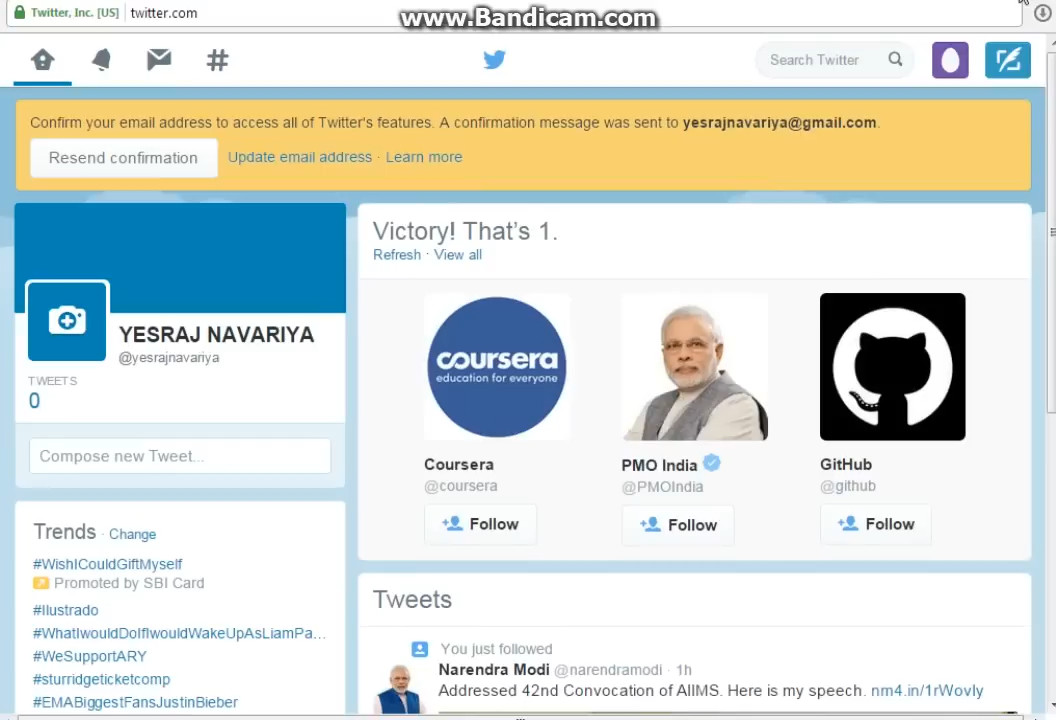 www.Bandicam.com
Twitter, Inc. [US] twitter.com
Search Twitter
Confirm your email address to access all of Twitter's features. A confirmation message was sent to yesrajnavariya@gmail.com.
Resend confirmation Update email address · Learn more
Victory! That's 1.
Refresh · View all
coursera
education for everyone
YESRAJ NAVARIYA
@yesrajnavariya
TWEETS
0
Compose new Tweet...
Coursera
@coursera
Follow
PMO India
@PMOIndia
Follow
GitHub
@github
Follow
Trends · Change
#WishICouldGiftMyself
Promoted by SBI Card
#Ilustrado
#WhatIwouldDoIfIwouldWakeUpAsLiamPa...
#WeSupportARY
#sturridgeticketcomp
#EMABiggestFansJustinBieber
Tweets
You just followed
Narendra Modi @narendramodi · 1h
Addressed 42nd Convocation of AIIMS. Here is my speech. nm4.in/1rWovIy